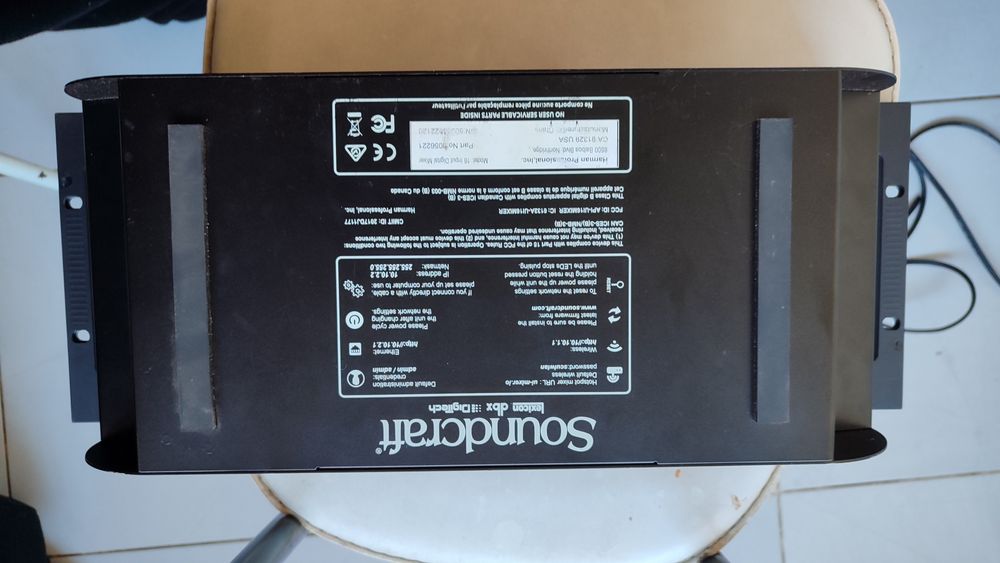 Soundcraft®
lexicon dbx DigiTech
Hotspot mixer URL: ui-mixer.io
Default wireless
password: scuiwlan
Wireless:
http://10.10.1.1
Please be sure to install the
latest firmware from:
www.soundcraft.com
To reset the network settings
please power up the unit while
holding the reset button pressed
until the LEDs stop pulsing.
Default administration
credentials:
admin / admin
Ethernet:
http://10.10.2.1
Please power cycle
the unit after changing
the network settings.
If you connect directly with a cable,
please set up your computer to use:
IP address: 10.10.2.2
Netmask: 255.255.255.0
This device complies with Part 15 of the FCC Rules. Operation is subject to the following two conditions:
(1) This device may not cause harmful interference, and (2) this device must accept any interference
received, including interference that may cause undesired operation.
CAN ICES-3(B)/NMB-3(B)
FCC ID: API-UI16MIXER IC: 6132A-UI16MIXER Harman Professional, Inc.
CMIIT ID: 2017DJ1177
This Class B digital apparatus complies with Canadian ICES-3 (B)
Cet appareil numérique de la classe B est conform à la norme NMB-003 (B) du Canada
Harman Professional, Inc.
8500 Balboa Blvd, Northridge,
CA 91329 USA
Model: 16 Input Digital Mixer
Part No: 5056221
CE
FC
NO USER SERVICABLE PARTS INSIDE
No comporte aucune pièce remplaçable par l'utilisateur